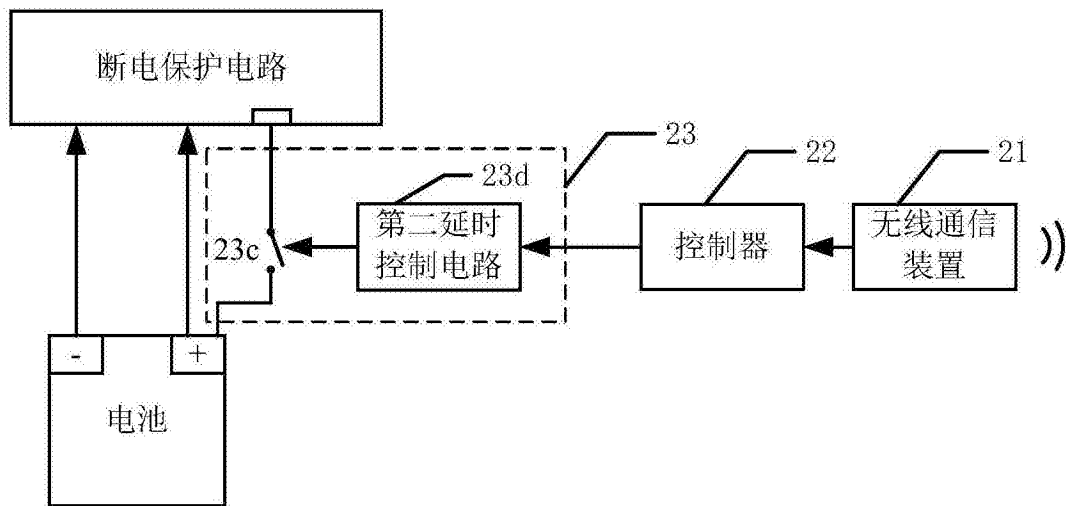 断电保护电路
23
22
21
23d
第二延时
控制电路
23c
控制器
无线通信
装置
- +
电池